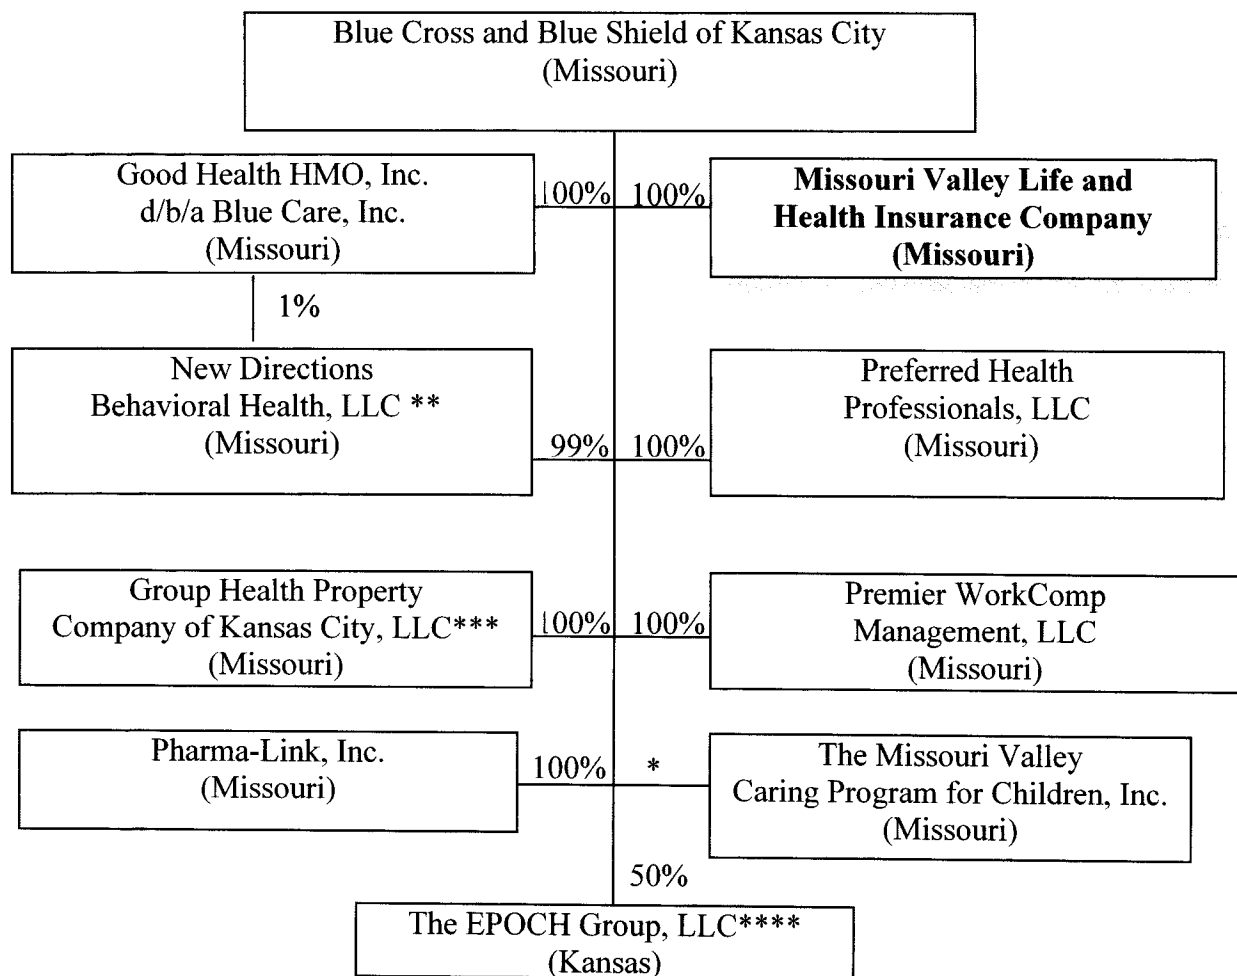 Blue Cross and Blue Shield of Kansas City
(Missouri)
Good Health HMO, Inc.
d/b/a Blue Care, Inc.
(Missouri)
100%
100%
Missouri Valley Life and
Health Insurance Company
(Missouri)
1%
New Directions
Behavioral Health, LLC **
(Missouri)
99%
100%
Preferred Health
Professionals, LLC
(Missouri)
Group Health Property
Company of Kansas City, LLC***
(Missouri)
100%
100%
Premier WorkComp
Management, LLC
(Missouri)
Pharma-Link, Inc.
(Missouri)
100%
*
The Missouri Valley
Caring Program for Children, Inc.
(Missouri)
50%
The EPOCH Group, LLC****
(Kansas)